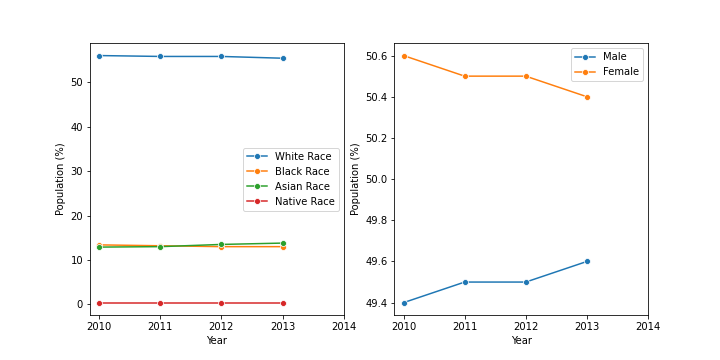 50
40
30
20
10
0
Population (%)
2010 2011 2012 2013 2014
Year
White Race
Black Race
Asian Race
Native Race
50.6
50.4
50.2
50.0
49.8
49.6
49.4
Population (%)
2010 2011 2012 2013 2014
Year
Male
Female